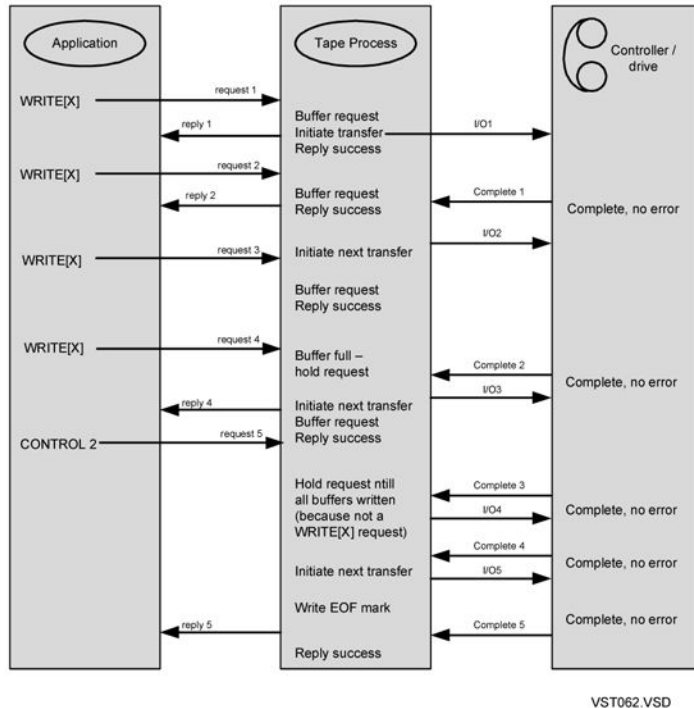 Application
Tape Process
Controller /
drive
request 1
WRITE[X]
Buffer request
reply 1
Initiate transfer
I/O1
Reply success
request 2
WRITE[X]
Buffer request
Complete 1
reply 2
Reply success
Complete, no error
I/O2
request 3
Initiate next transfer
WRITE[X]
Buffer request
Reply success
request 4
WRITE[X]
Buffer full –
hold request
Complete 2
Complete, no error
reply 4
Initiate next transfer
I/O3
Buffer request
request 5
Reply success
CONTROL 2
Hold request ntill
all buffers written
(because not a
WRITE[X] request)
Complete 3
I/O4
Complete, no error
Complete 4
Complete, no error
Initiate next transfer
I/O5
Write EOF mark
Complete, no error
reply 5
Complete 5
Reply success
VST062.VSD